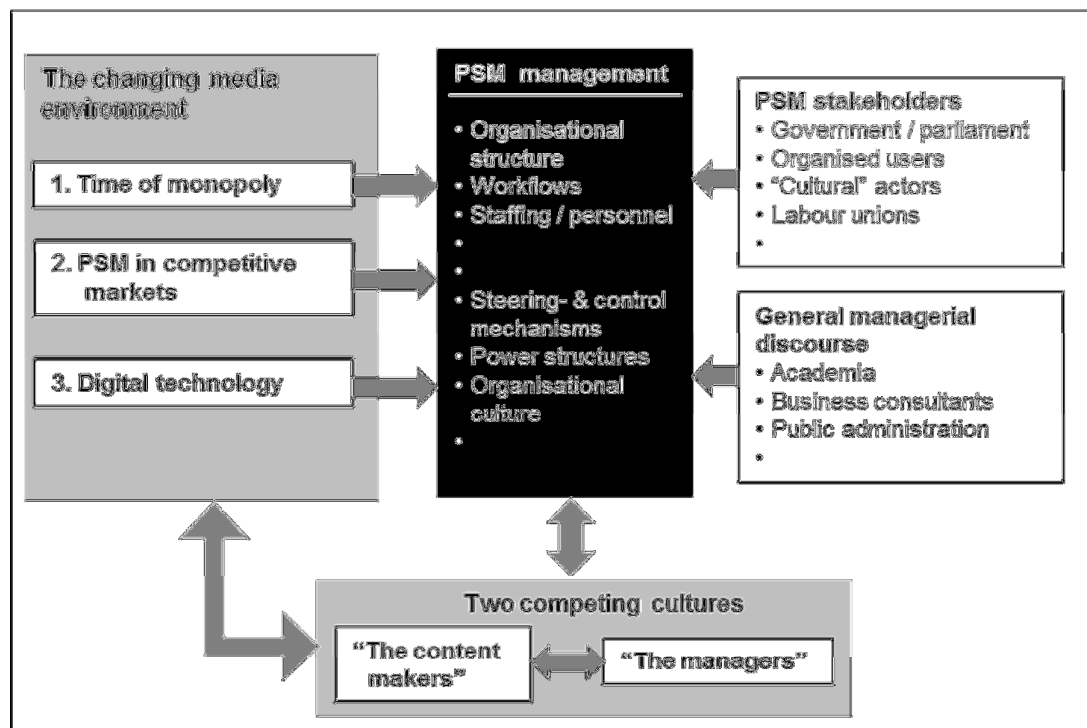 The changing media
environment
1. Time of monopoly
2. PSM in competitive
markets
3. Digital technology
PSM management
• Organisational
structure
• Workflows
• Staffing / personnel
•
•
• Steering- & control
mechanisms
• Power structures
• Organisational
culture
•
PSM stakeholders
• Government / parliament
• Organised users
• “Cultural” actors
• Labour unions
•
General managerial
discourse
• Academia
• Business consultants
• Public administration
•
Two competing cultures
“The content
makers”
“The managers”